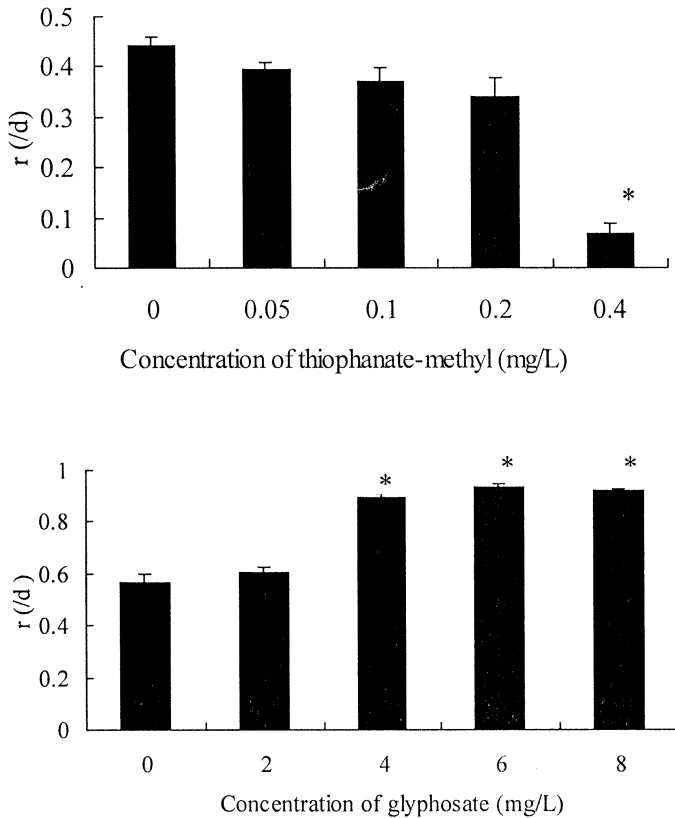 0.5
0.4
0.3
0.2
0.1
0
r (/d)
*
0 0.05 0.1 0.2 0.4
Concentration of thiophanate-methyl (mg/L)
1
0.8
0.6
0.4
0.2
0
r (/d )
* * *
0 2 4 6 8
Concentration of glyphosate (mg/L)